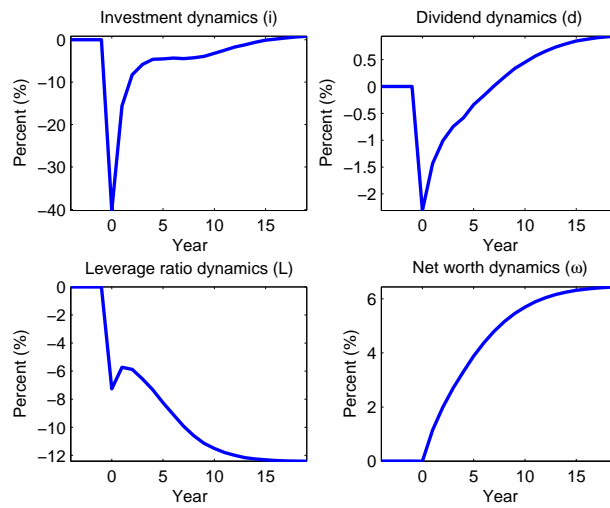 Investment dynamics (i)
Percent (%)
0
−10
−20
−30
−40
0 5 10 15
Year
Dividend dynamics (d)
Percent (%)
0.5
0
−0.5
−1
−1.5
−2
0 5 10 15
Year
Leverage ratio dynamics (L)
Percent (%)
0
−2
−4
−6
−8
−10
−12
0 5 10 15
Year
Net worth dynamics (ω)
Percent (%)
6
4
2
0
0 5 10 15
Year